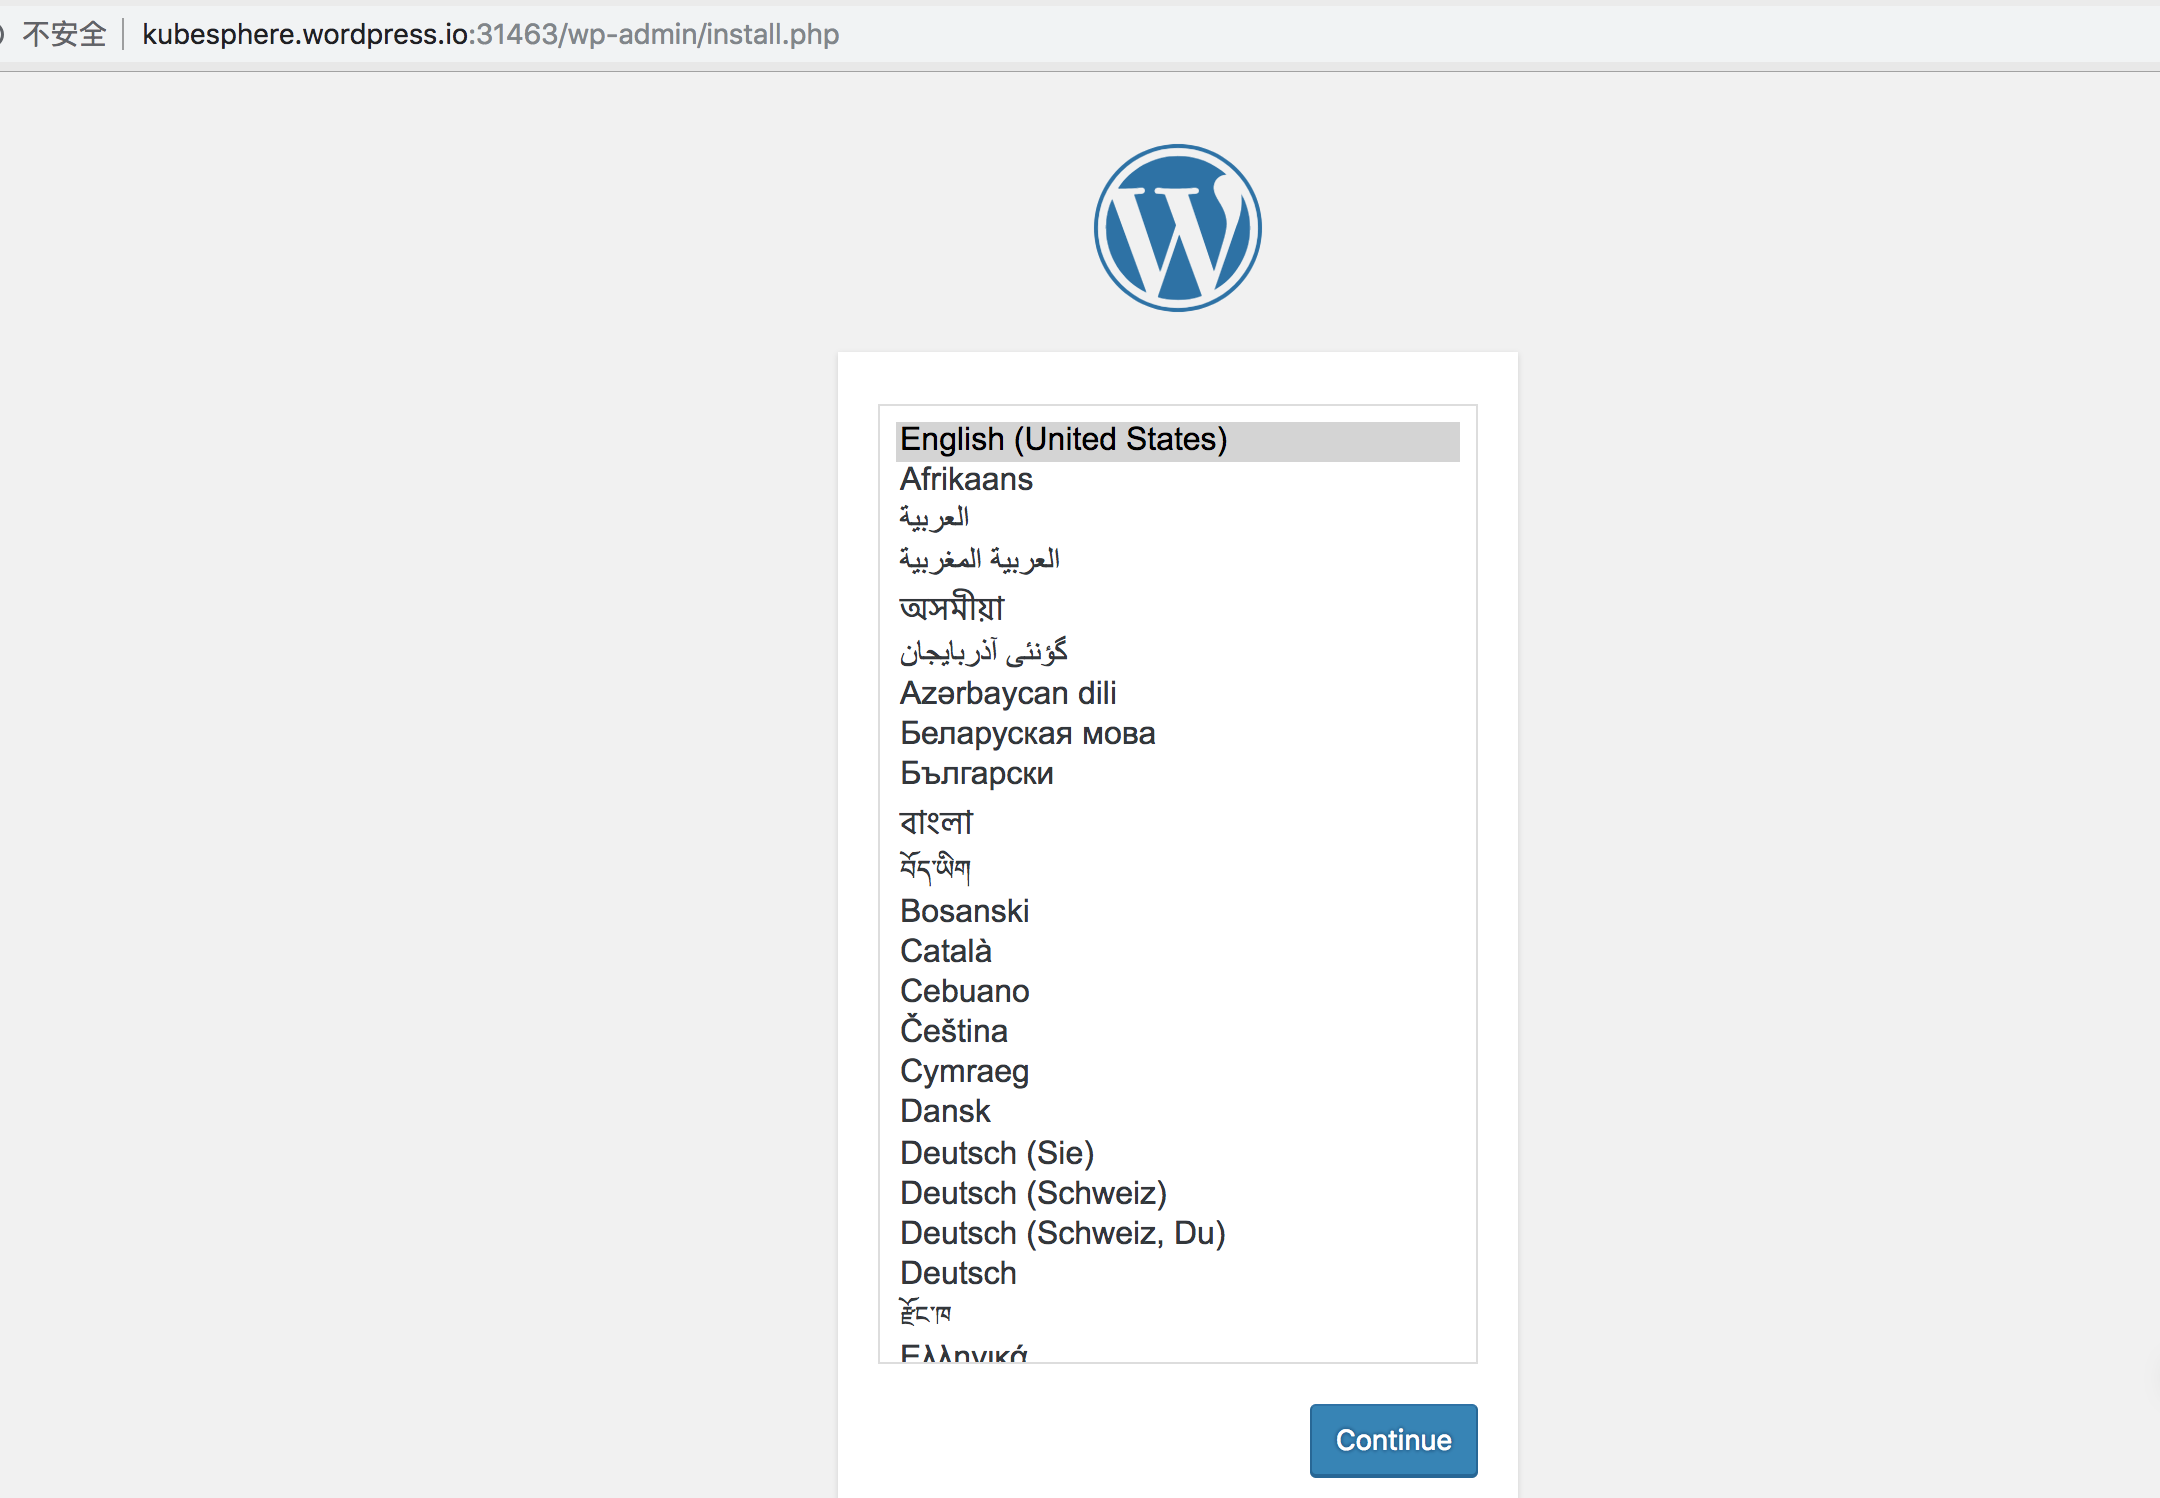 不安全 kubesphere.wordpress.io:31463/wp-admin/install.php
English (United States)
Afrikaans
العربية
العربية المغربية
অসমীয়া
گؤنئی آذربایجان
Azərbaycan dili
Беларуская мова
Български
বাংলা
བོད་ཡིག
Bosanski
Català
Cebuano
Čeština
Cymraeg
Dansk
Deutsch (Sie)
Deutsch (Schweiz)
Deutsch (Schweiz, Du)
Deutsch
རྫོང་ཁ
Ελληνικά
Continue